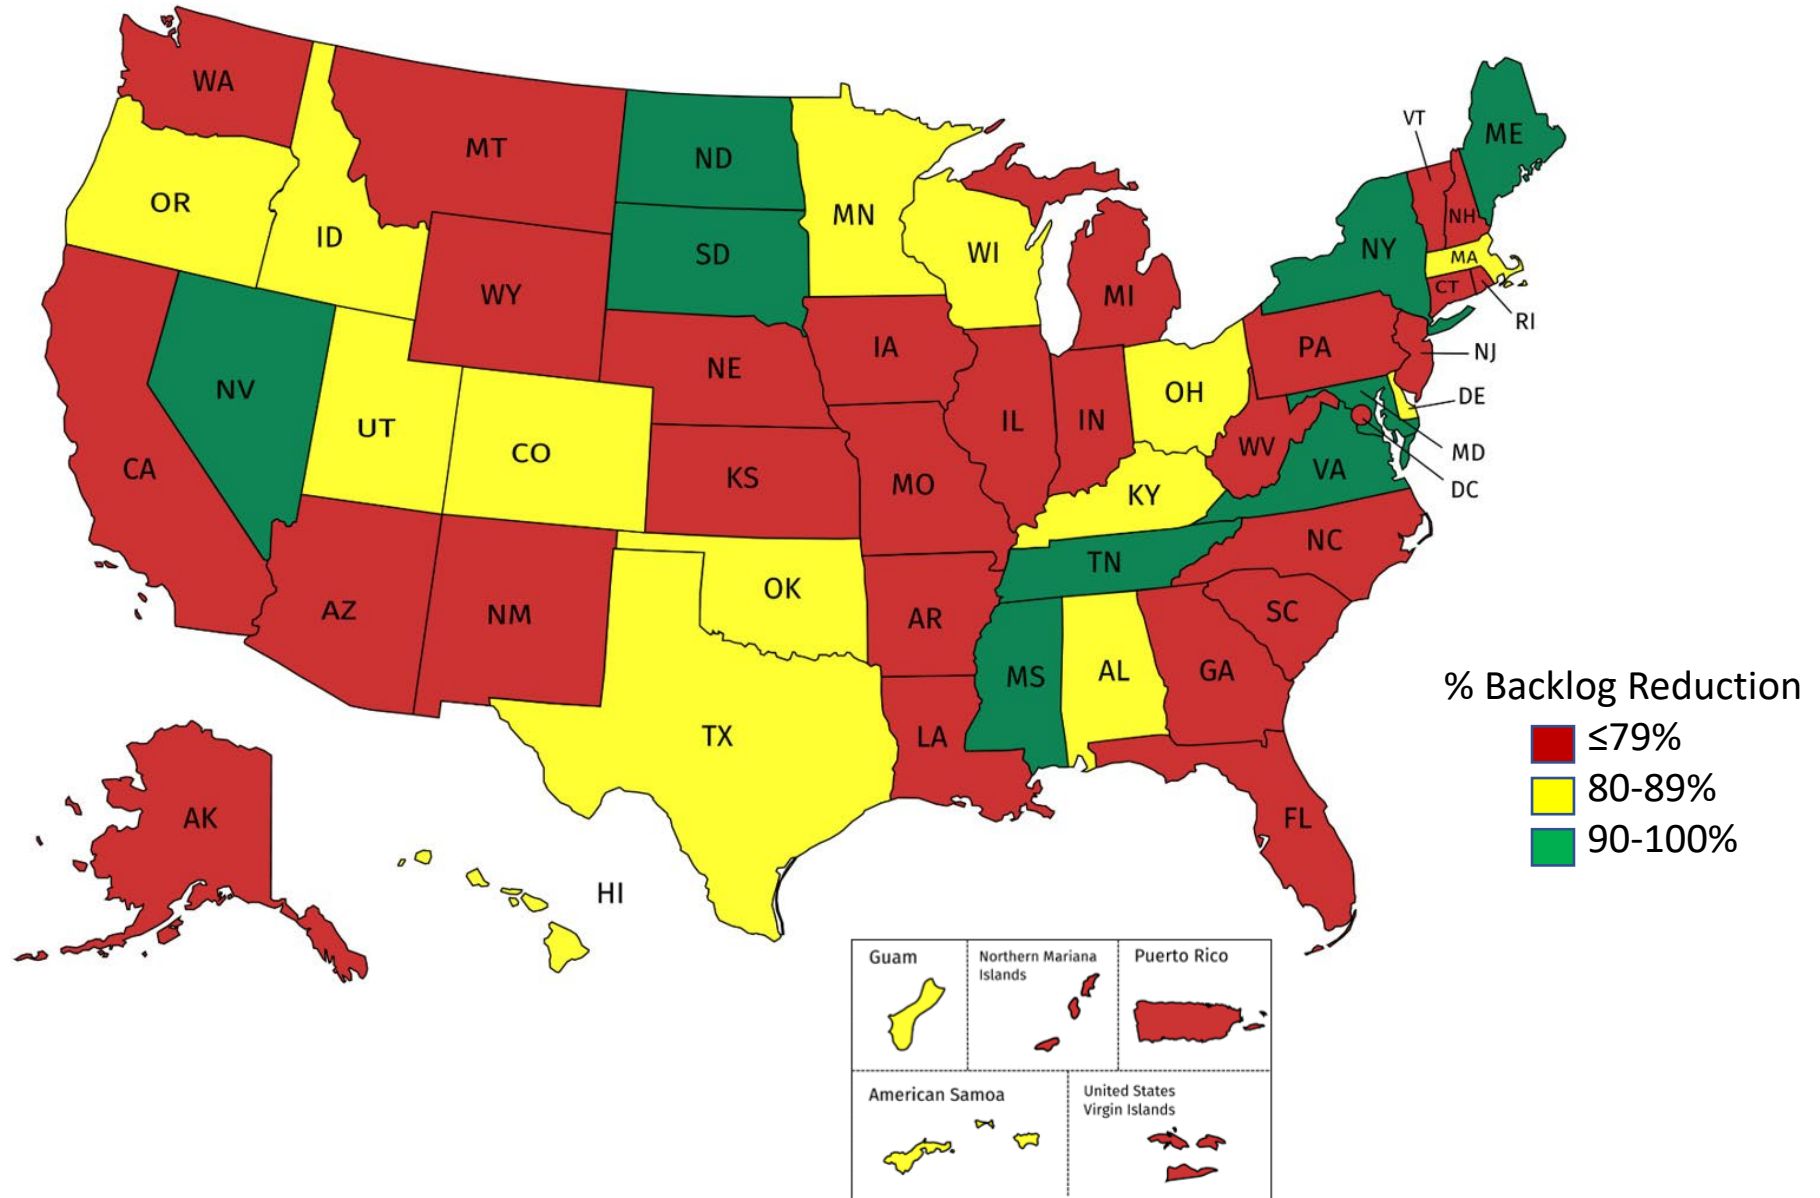 WA
MT
ND
MN
VT
ME
OR
ID
SD
WI
NH
NY
MA
WY
MI
CT
RI
NE
IA
PA
NJ
NV
UT
CO
IL
IN
OH
DE
CA
KS
MO
WV
VA
MD
DC
KY
NC
TN
AZ
NM
OK
AR
SC
MS
AL
GA
TX
LA
FL
AK
HI
% Backlog Reduction
≤79%
80-89%
90-100%
Guam
Northern Mariana
Islands
Puerto Rico
American Samoa
United States
Virgin Islands